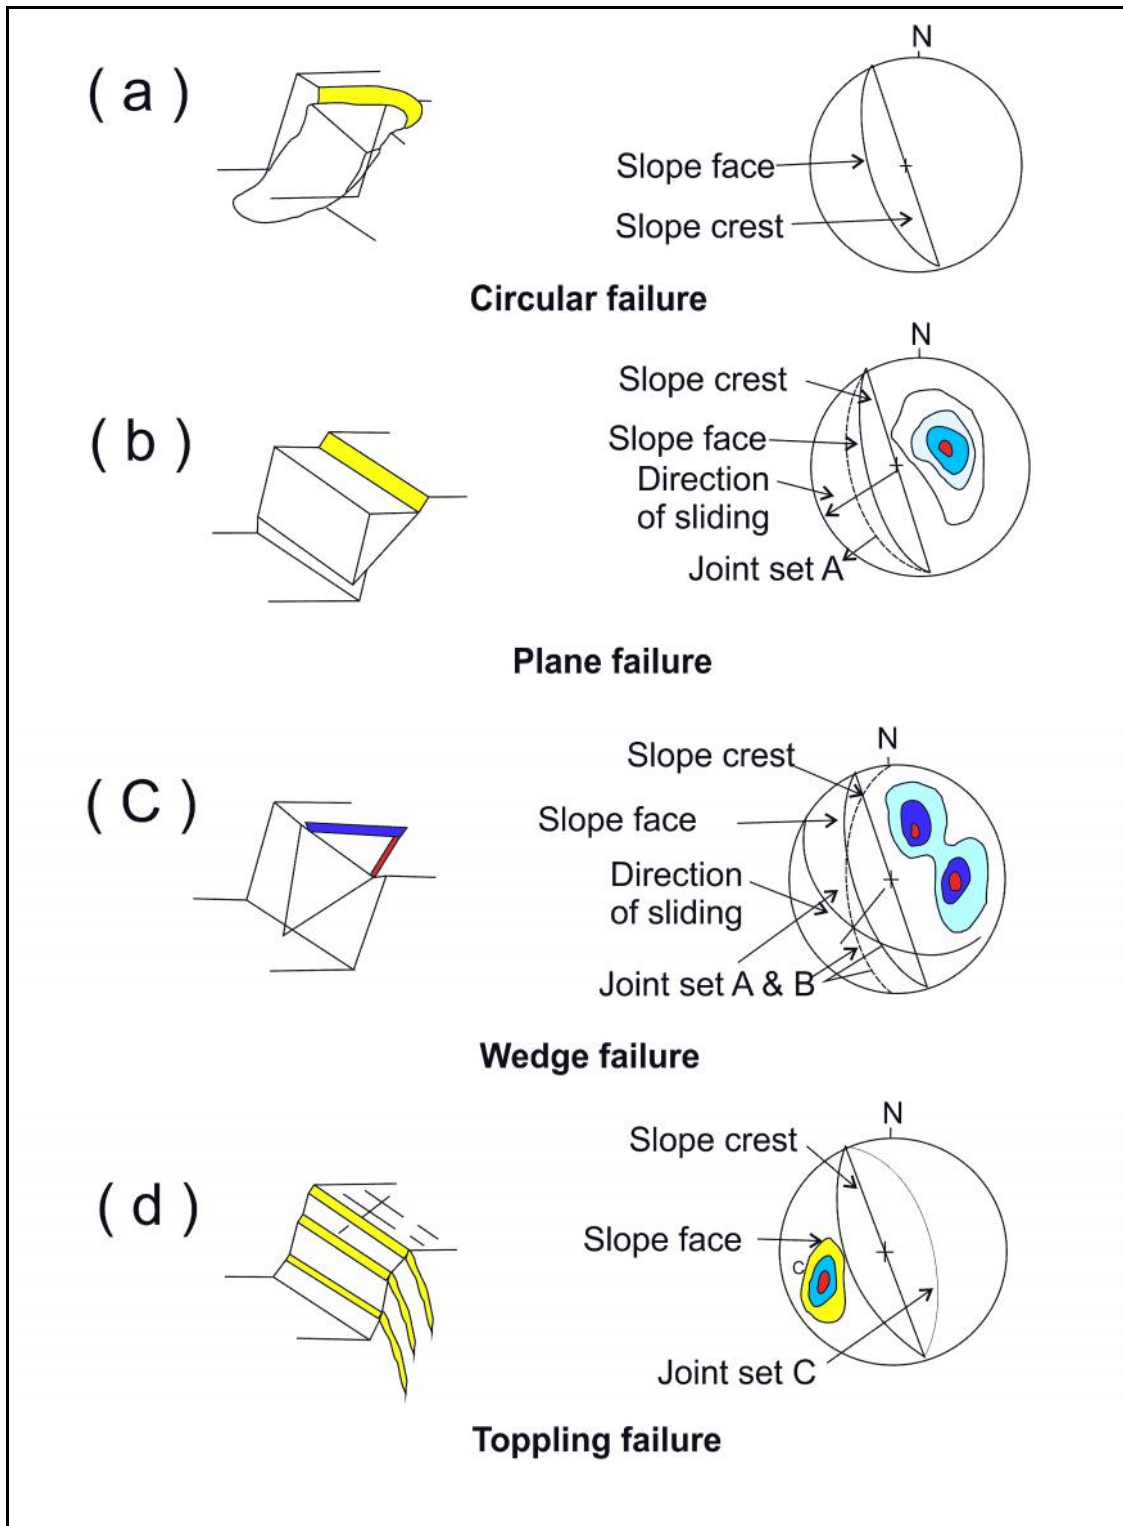 ( a )
N
Slope face
Slope crest
Circular failure
( b )
N
Slope crest
Slope face
Direction
of sliding
Joint set A
Plane failure
( C )
N
Slope crest
Slope face
Direction
of sliding
Joint set A & B
Wedge failure
( d )
N
Slope crest
Slope face
C
Joint set C
Toppling failure